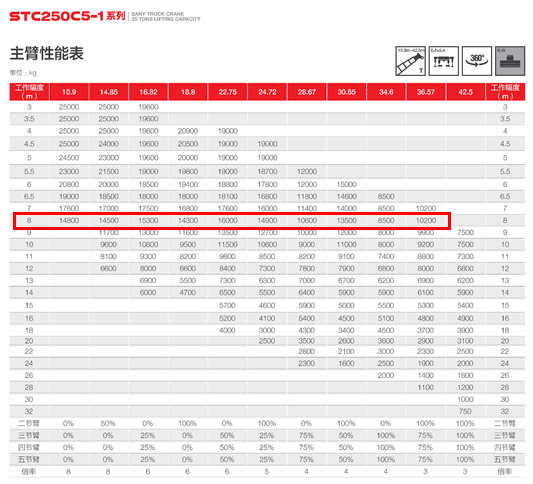 STC250C5-1系列 SANY TRUCK CRANE
25 TONS LIFTING CAPACITY
主臂性能表
单位：kg
10.9m~42.5m T 360°
工作幅度（m） 10.9 14.85 16.82 18.8 22.75 24.72 28.67 30.65 34.6 36.57 42.5 工作幅度（m）
3 25000 25000 19600 3
3.5 25000 25000 19600 3.5
4 25000 25000 19600 20900 19000 4
4.5 25000 24000 19600 20500 19000 19000 4.5
5 24500 23000 19600 20000 19000 19000 5
5.5 23000 21500 19600 19800 19000 18700 12000 5.5
6 20800 20000 18500 19400 18800 17800 12000 15000 6
6.5 19000 18500 18000 18000 18100 16800 11800 14600 8500 6.5
7 17600 17000 17500 16800 17600 16000 11400 14000 8500 10200 7
8 14800 14500 15300 14300 16000 14900 10600 13500 8500 10200 8
9 11700 13000 11600 13500 12700 10000 12000 8000 9900 7500 9
10 9600 10800 9500 11500 10600 9000 11000 8000 9200 7500 10
11 8100 9300 8200 9800 8500 8200 9100 7400 8800 7300 11
12 6600 8000 6600 8400 7300 7800 7900 6800 8000 6800 12
13 6900 5500 7300 6300 7000 6700 6200 6900 6200 13
14 6000 4700 6500 5500 6400 5900 5900 6100 5900 14
15 5700 4600 5900 5000 5500 5300 5400 15
16 5200 4100 5400 4500 5100 4800 4900 16
18 4000 3000 4300 3400 4500 3700 3900 18
20 2500 3500 2600 3600 2900 3100 20
22 2800 2100 3000 2300 2500 22
24 2300 1600 2500 1900 2000 24
26 2000 1400 1600 26
28 1100 1200 28
30 1000 30
32 750 32
二节臂 0% 50% 0% 100% 0% 100% 0% 100% 0% 100% 100% 二节臂
三节臂 0% 0% 25% 0% 50% 25% 75% 50% 100% 75% 100% 三节臂
四节臂 0% 0% 25% 0% 50% 25% 75% 50% 100% 75% 100% 四节臂
五节臂 0% 0% 25% 0% 50% 25% 75% 50% 100% 75% 100% 五节臂
倍率 8 8 6 6 6 5 4 4 4 3 3 倍率